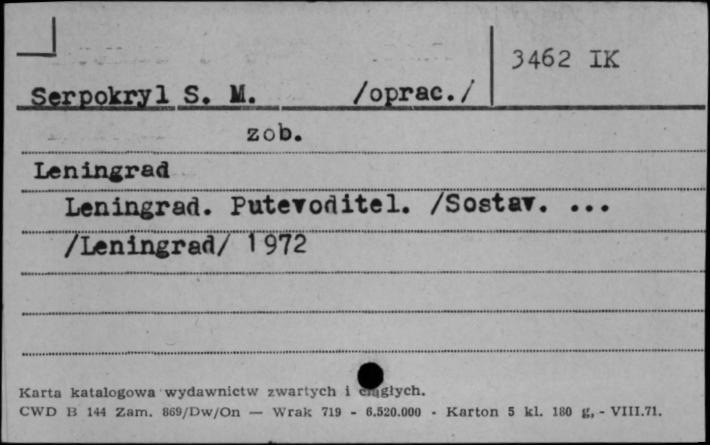 3462 IK
Serpokryl S. M. /oprac./
zob.
Leningrad
Leningrad. Putevoditel. /Sostav. ...
/Leningrad/ 1972
Karta katalogowa wydawnictw zwartych i ciągłych.
CWD B 144 Zam. 869/Dw/On — Wrak 719 - 6.520.000 - Karton 5 kl. 180 g, - VIII.71.